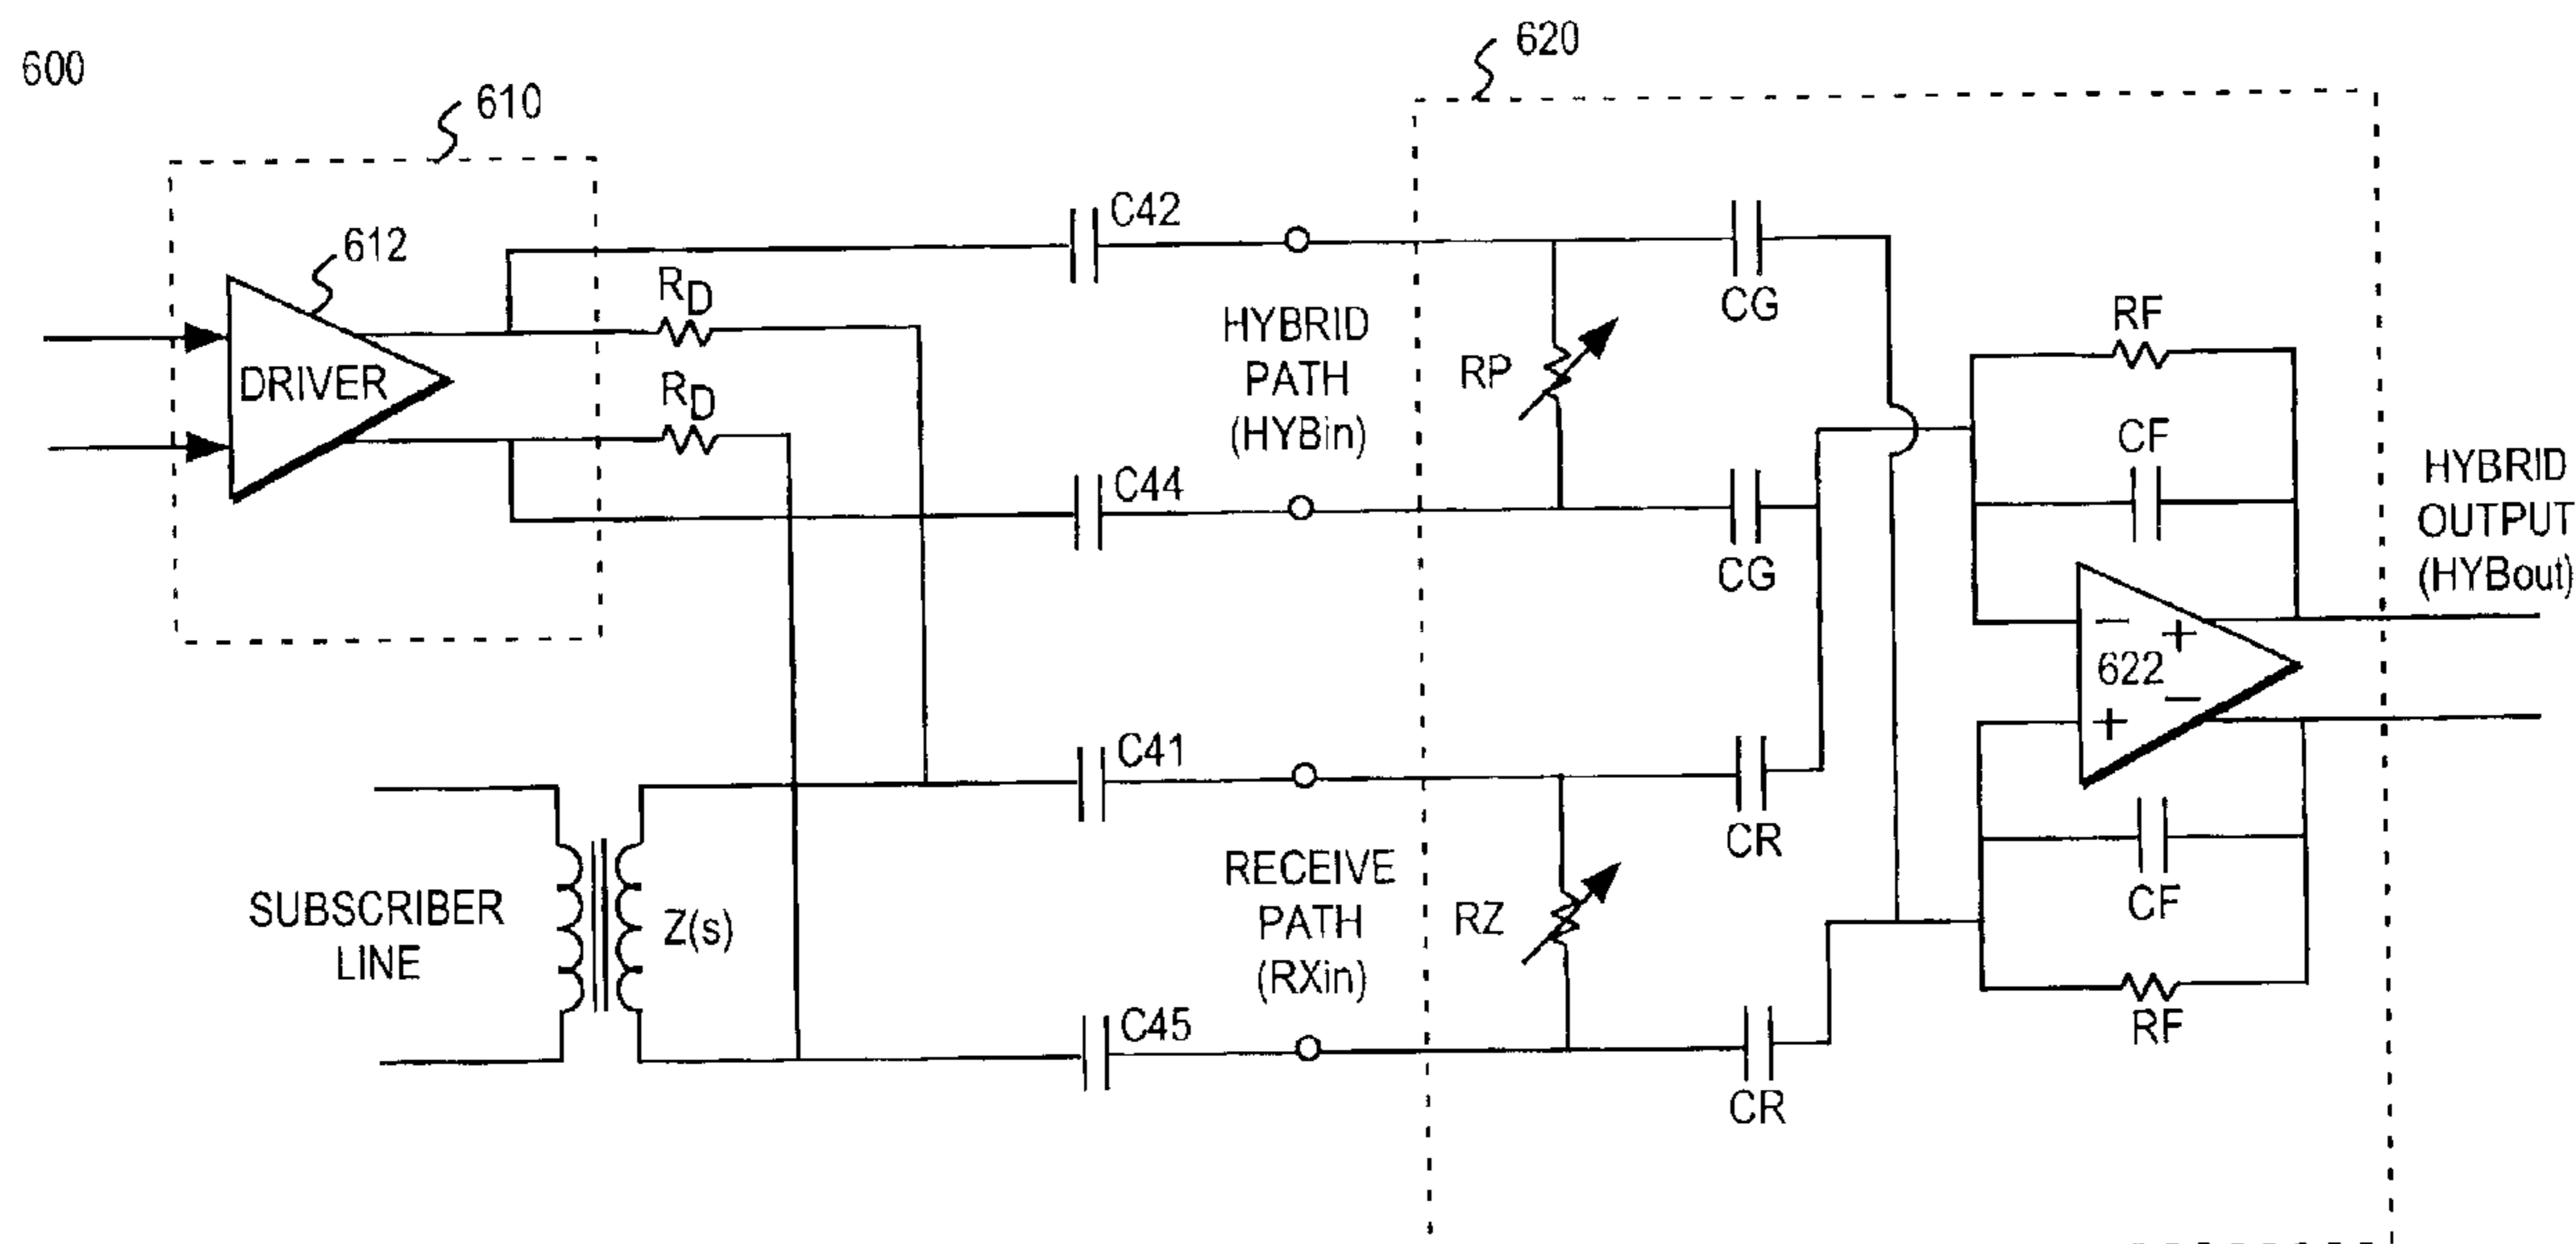 600
610
620
612
DRIVER
RD
RD
C42
C44
HYBRID
PATH
(HYBin)
RP
CG
CG
RF
CF
HYBRID
OUTPUT
(HYBout)
−
+
622
−
+
C41
CR
SUBSCRIBER
LINE
Z(s)
RECEIVE
PATH
(RXin)
RZ
CF
RF
C45
CR